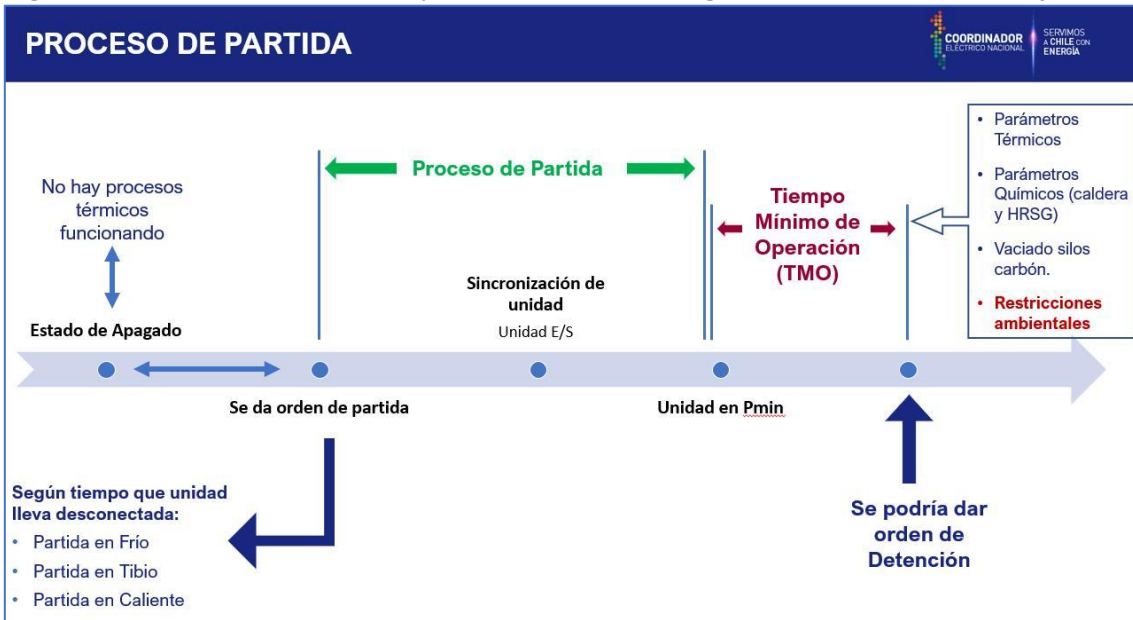 PROCESO DE PARTIDA
COORDINADOR
ELÉCTRICO NACIONAL
SERVIMOS
A CHILE CON
ENERGÍA
No hay procesos
térmicos
funcionando
Estado de Apagado
Proceso de Partida
Sincronización de
unidad
Unidad E/S
Tiempo
Mínimo de
Operación
(TMO)
• Parámetros
Térmicos
• Parámetros
Químicos (caldera
y HRSG)
• Vaciado silos
carbón.
• Restricciones
ambientales
Se da orden de partida
Unidad en Pmin
Según tiempo que unidad
lleva desconectada:
• Partida en Frío
• Partida en Tibio
• Partida en Caliente
Se podría dar
orden de
Detención